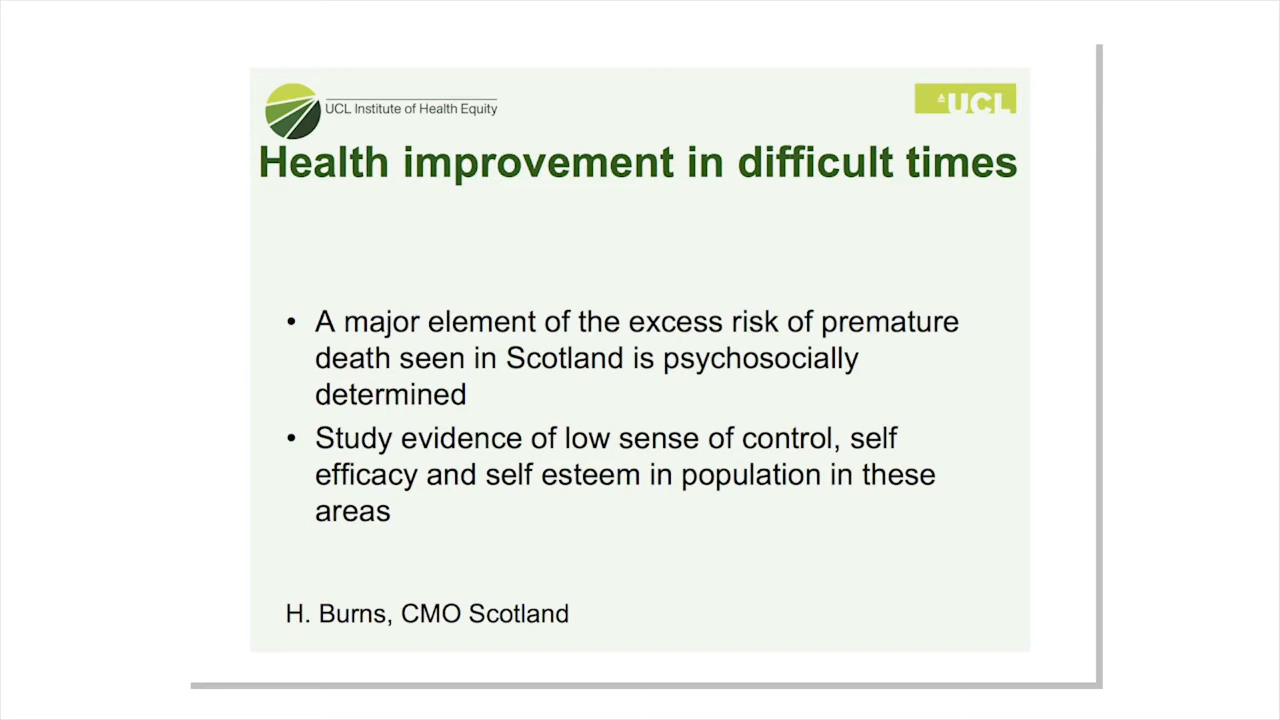 UCL Institute of Health Equity
UCL
Health improvement in difficult times
• A major element of the excess risk of premature
death seen in Scotland is psychosocially
determined
• Study evidence of low sense of control, self
efficacy and self esteem in population in these
areas
H. Burns, CMO Scotland